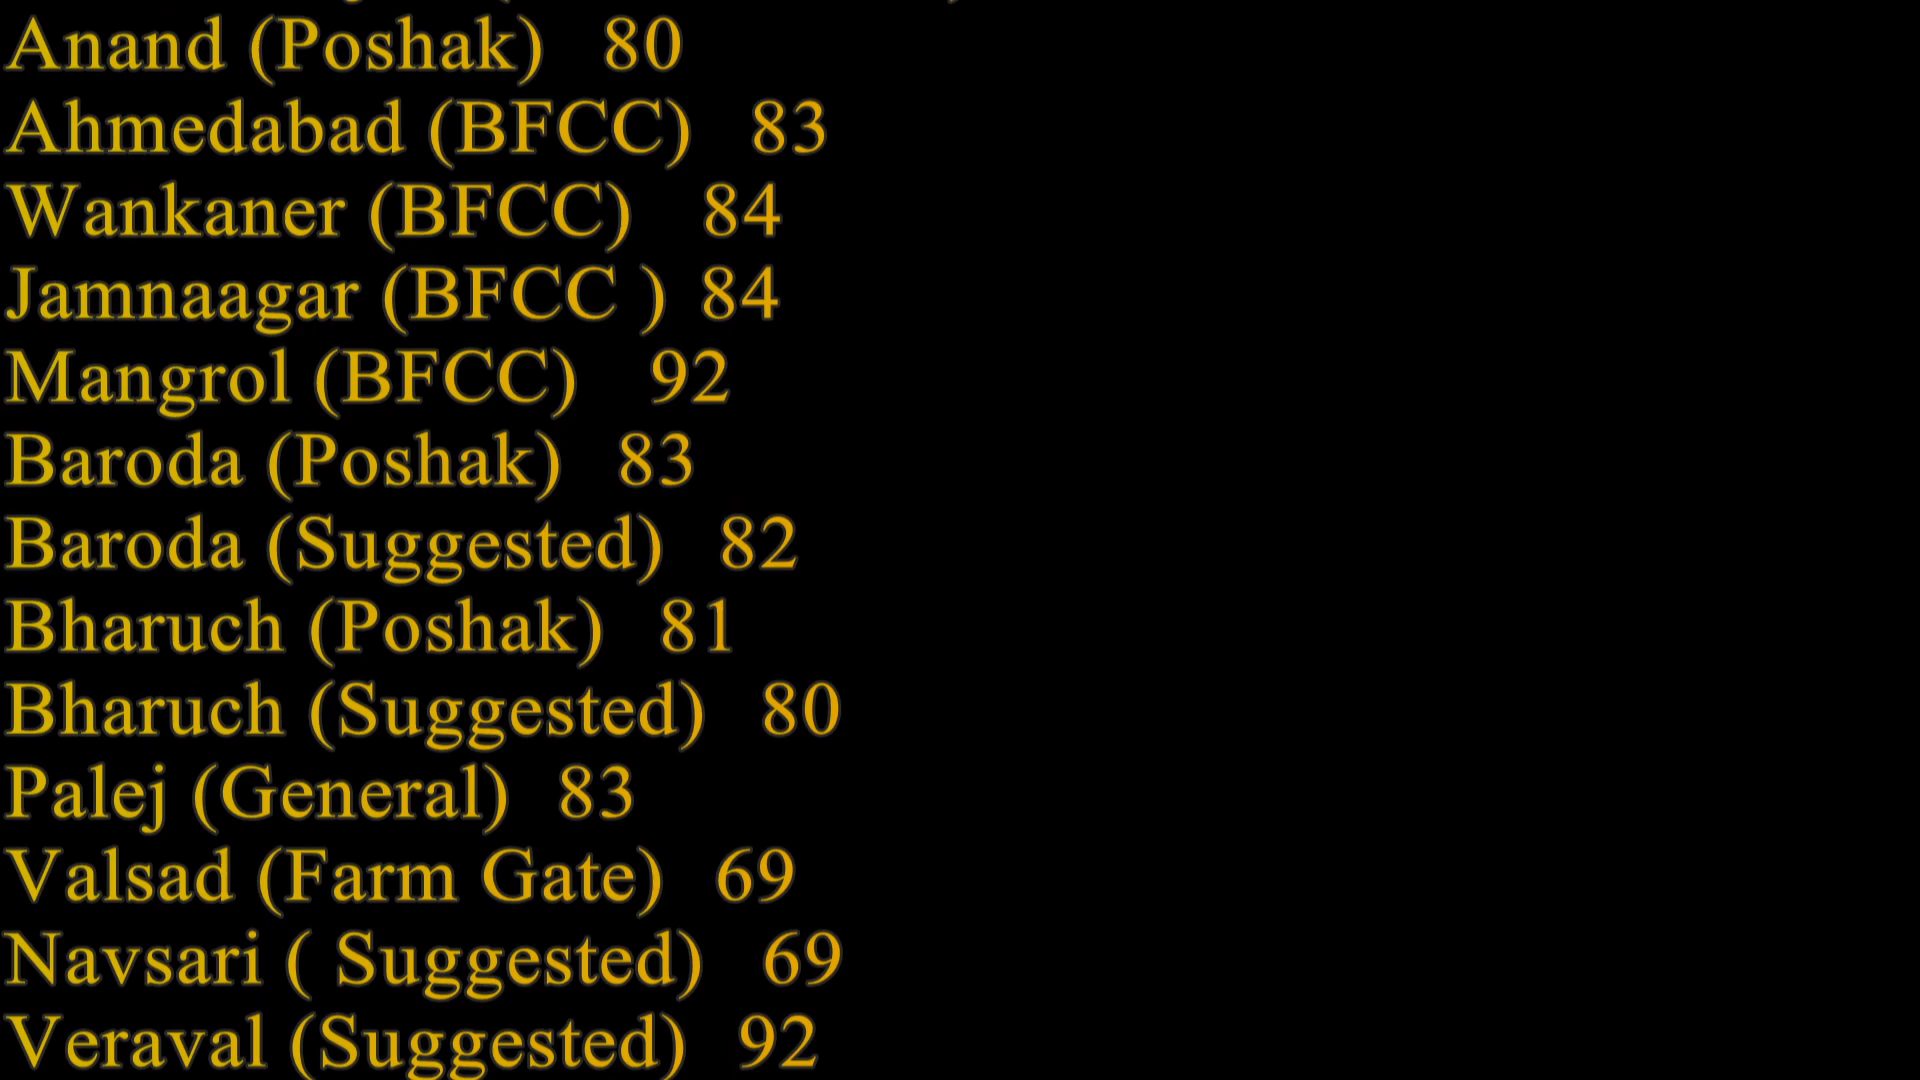 Anand (Poshak) 80
Ahmedabad (BFCC) 83
Wankaner (BFCC) 84
Jamnaagar (BFCC ) 84
Mangrol (BFCC) 92
Baroda (Poshak) 83
Baroda (Suggested) 82
Bharuch (Poshak) 81
Bharuch (Suggested) 80
Palej (General) 83
Valsad (Farm Gate) 69
Navsari ( Suggested) 69
Veraval (Suggested) 92